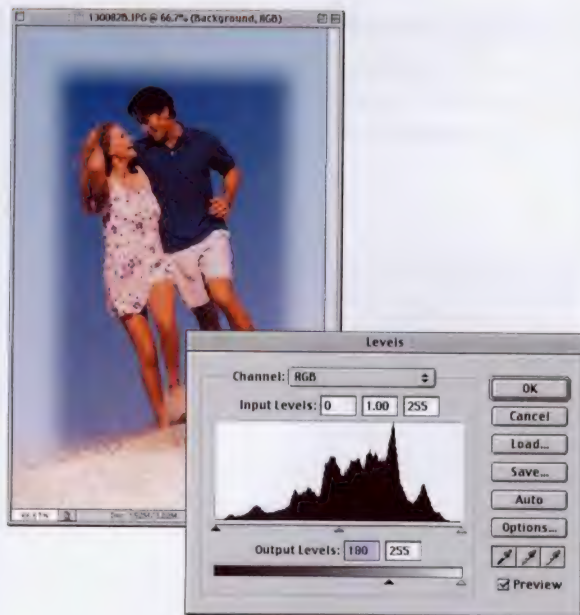 130082B.JPG @ 66.7% (Background, RGB)
Levels
Channel: RGB
Input Levels: 0 1.00 255
OK
Cancel
Load...
Save...
Auto
Options...
Output Levels: 180 255
Preview